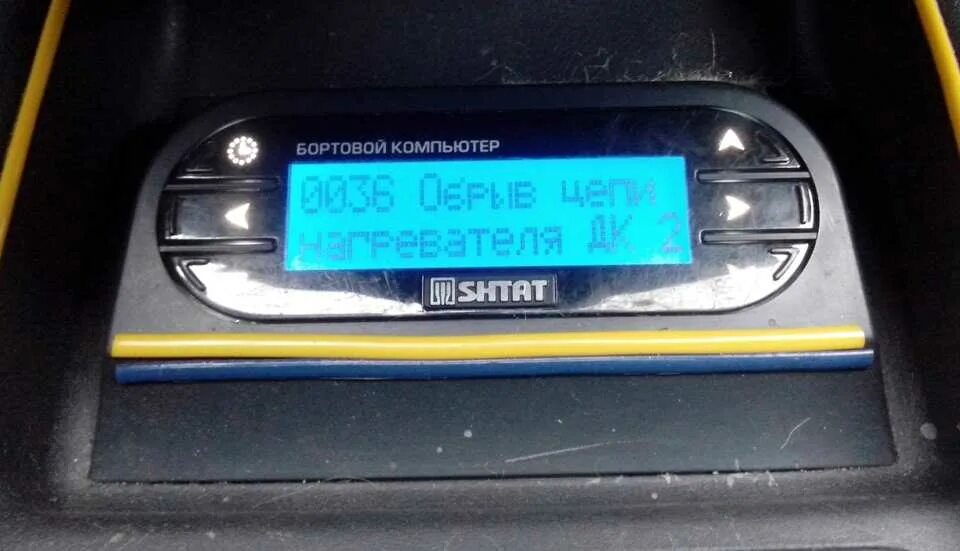 БОРТОВОЙ КОМПЬЮТЕР
0036 Обрыв цепи
нагревателя ДК 2
SHTAT